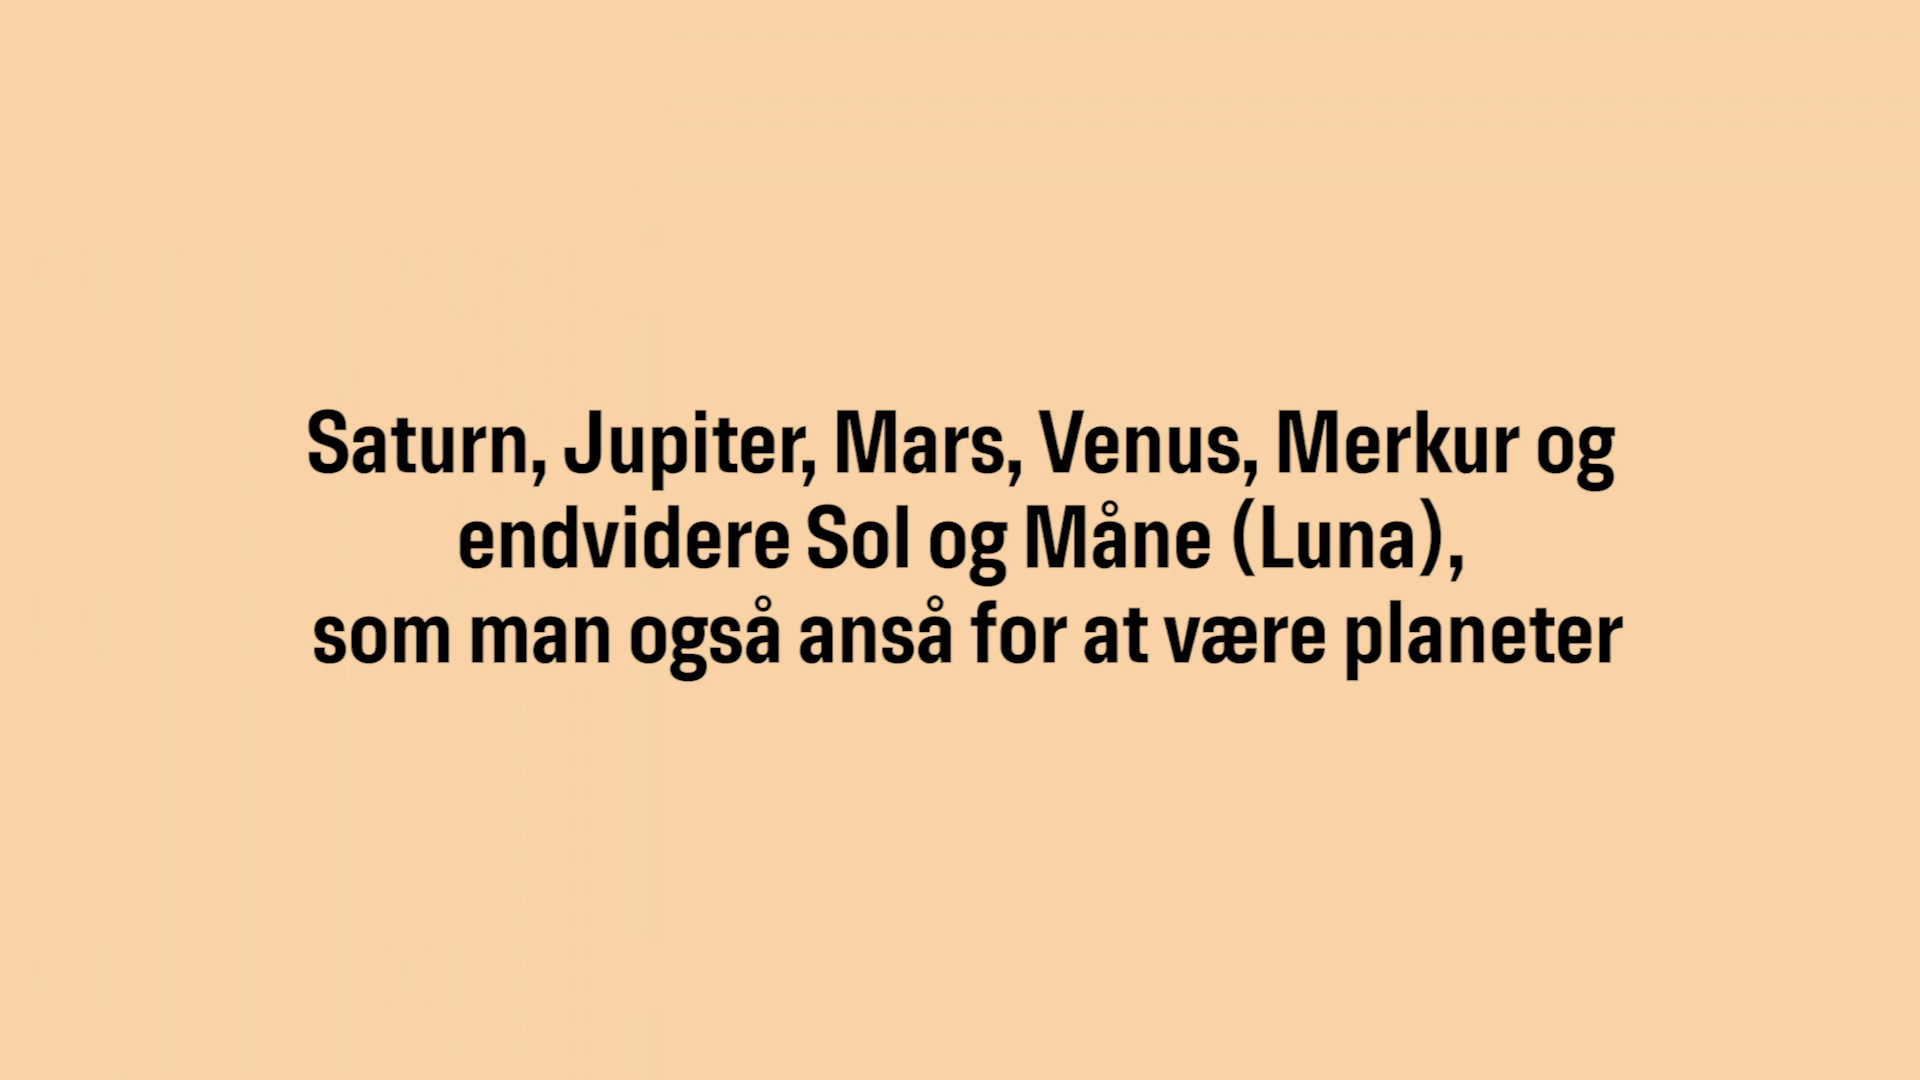 Saturn, Jupiter, Mars, Venus, Merkur og
endvidere Sol og Måne (Luna),
som man også anså for at være planeter